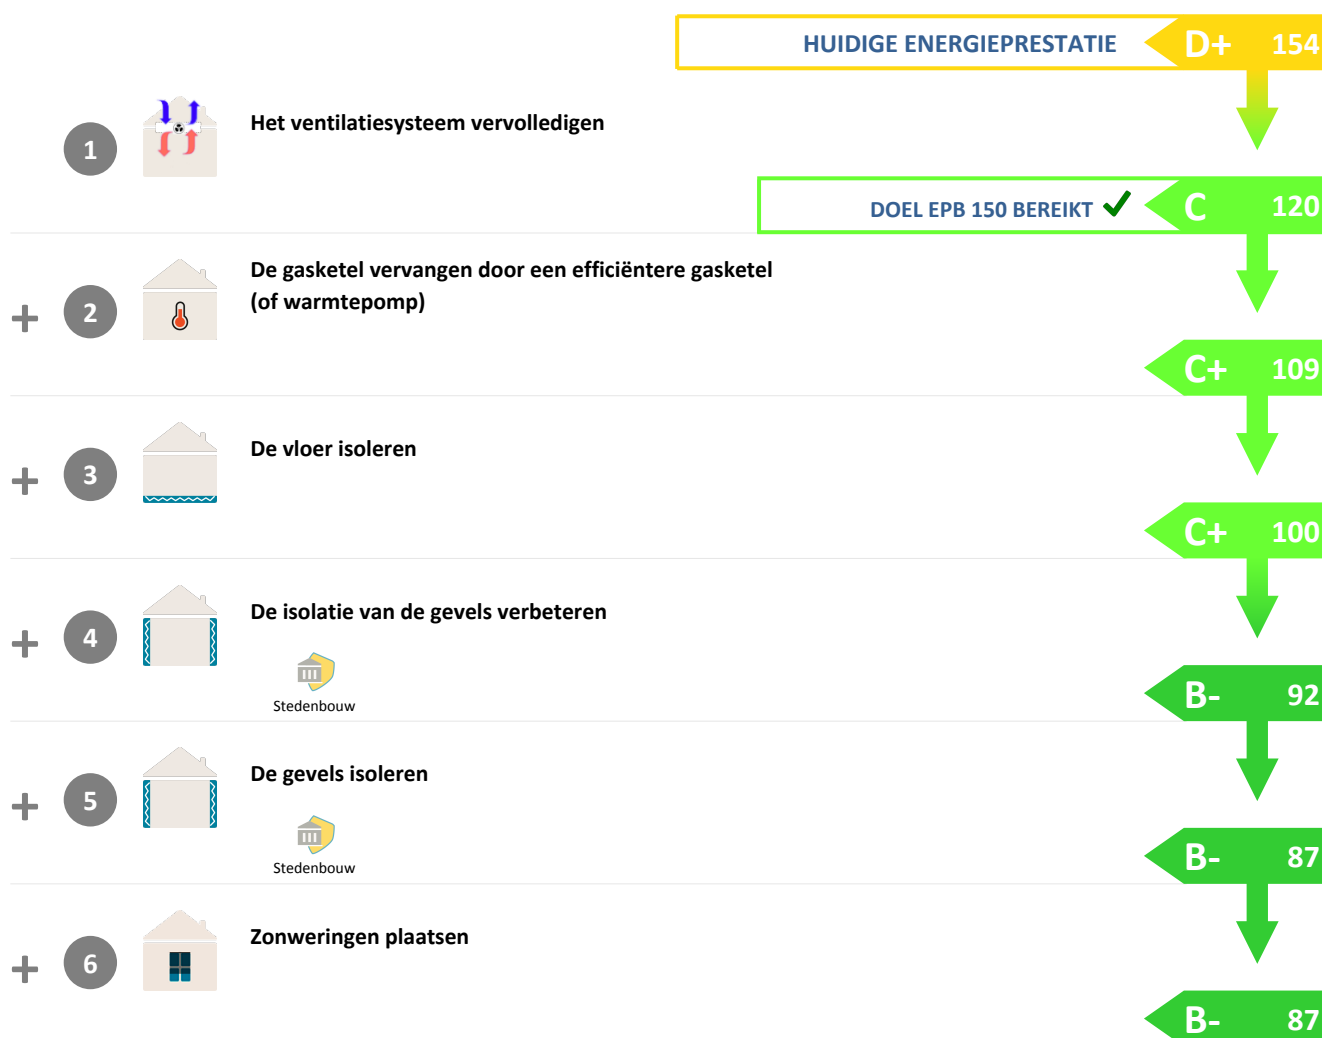 HUIDIGE ENERGIEPRESTATIE D+ 154
1 Het ventilatiesysteem vervolledigen
DOEL EPB 150 BEREIKT ✔ C 120
+ 2 De gasketel vervangen door een efficiëntere gasketel
(of warmtepomp)
C+ 109
+ 3 De vloer isoleren
C+ 100
+ 4 De isolatie van de gevels verbeteren
Stedenbouw
B- 92
+ 5 De gevels isoleren
Stedenbouw
B- 87
+ 6 Zonweringen plaatsen
B- 87